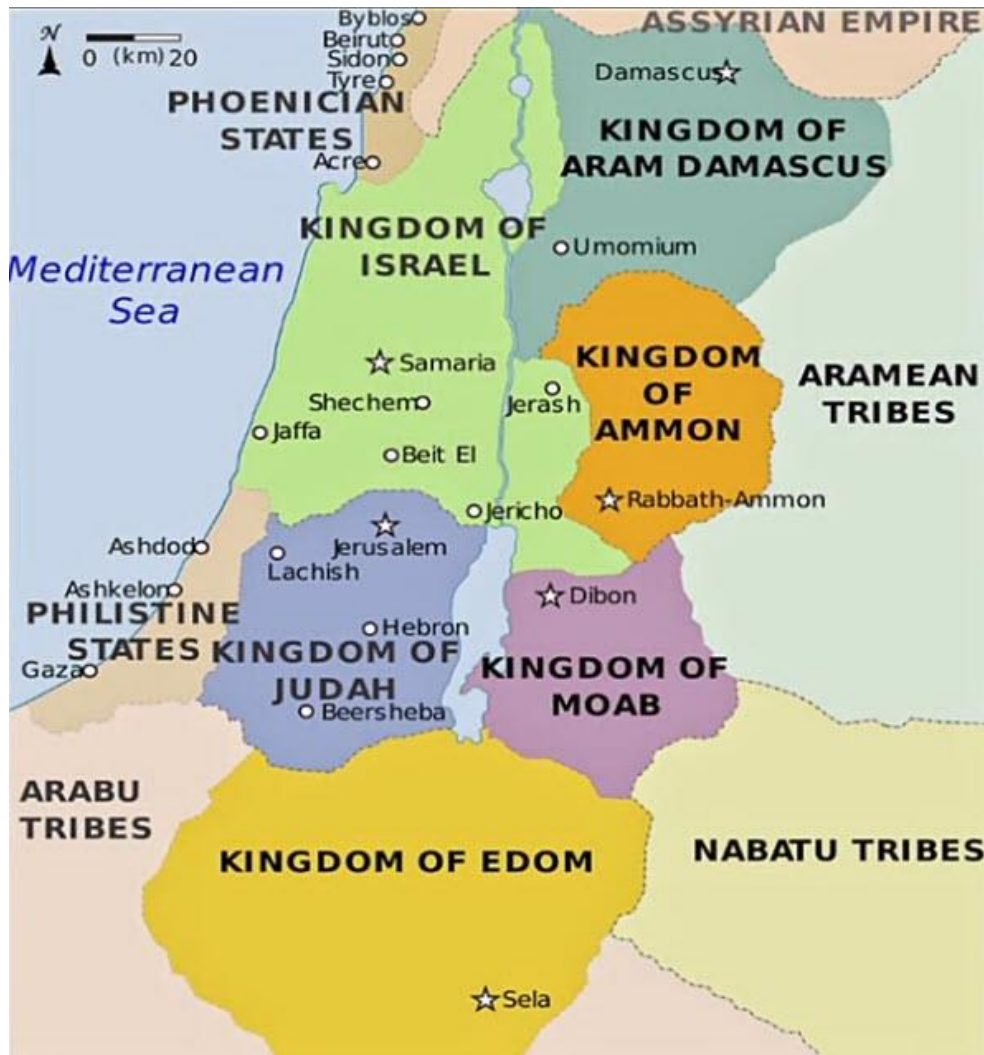 N
0 (km) 20
Byblos
Beirut
Sidon
Tyre
PHOENICIAN
STATES
Acre
ASSYRIAN EMPIRE
Damascus
KINGDOM OF
ARAM DAMASCUS
Umomium
KINGDOM OF
ISRAEL
Mediterranean
Sea
Samaria
Shechem
Jaffa
Beit El
Jerash
Jericho
KINGDOM
OF
AMMON
Rabbath-Ammon
ARAMEAN
TRIBES
Ashdod
Ashkelon
PHILISTINE
STATES
Gaza
Jerusalem
Lachish
Hebron
KINGDOM OF
JUDAH
Beersheba
Dibon
KINGDOM OF
MOAB
ARABU
TRIBES
KINGDOM OF EDOM
Sela
NABATU TRIBES